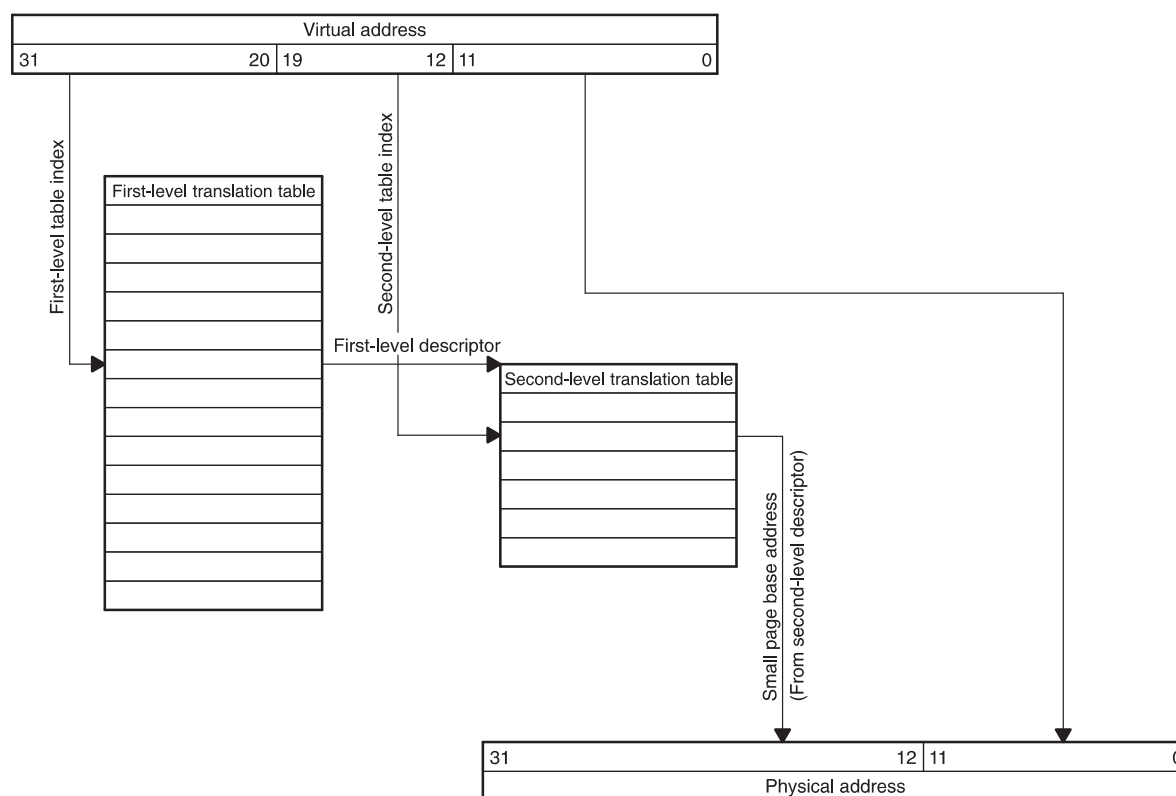 Virtual address
31 20 19 12 11 0
First-level table index
Second-level table index
First-level translation table
First-level descriptor
Second-level translation table
Small page base address
(From second-level descriptor)
31 12 11 0
Physical address